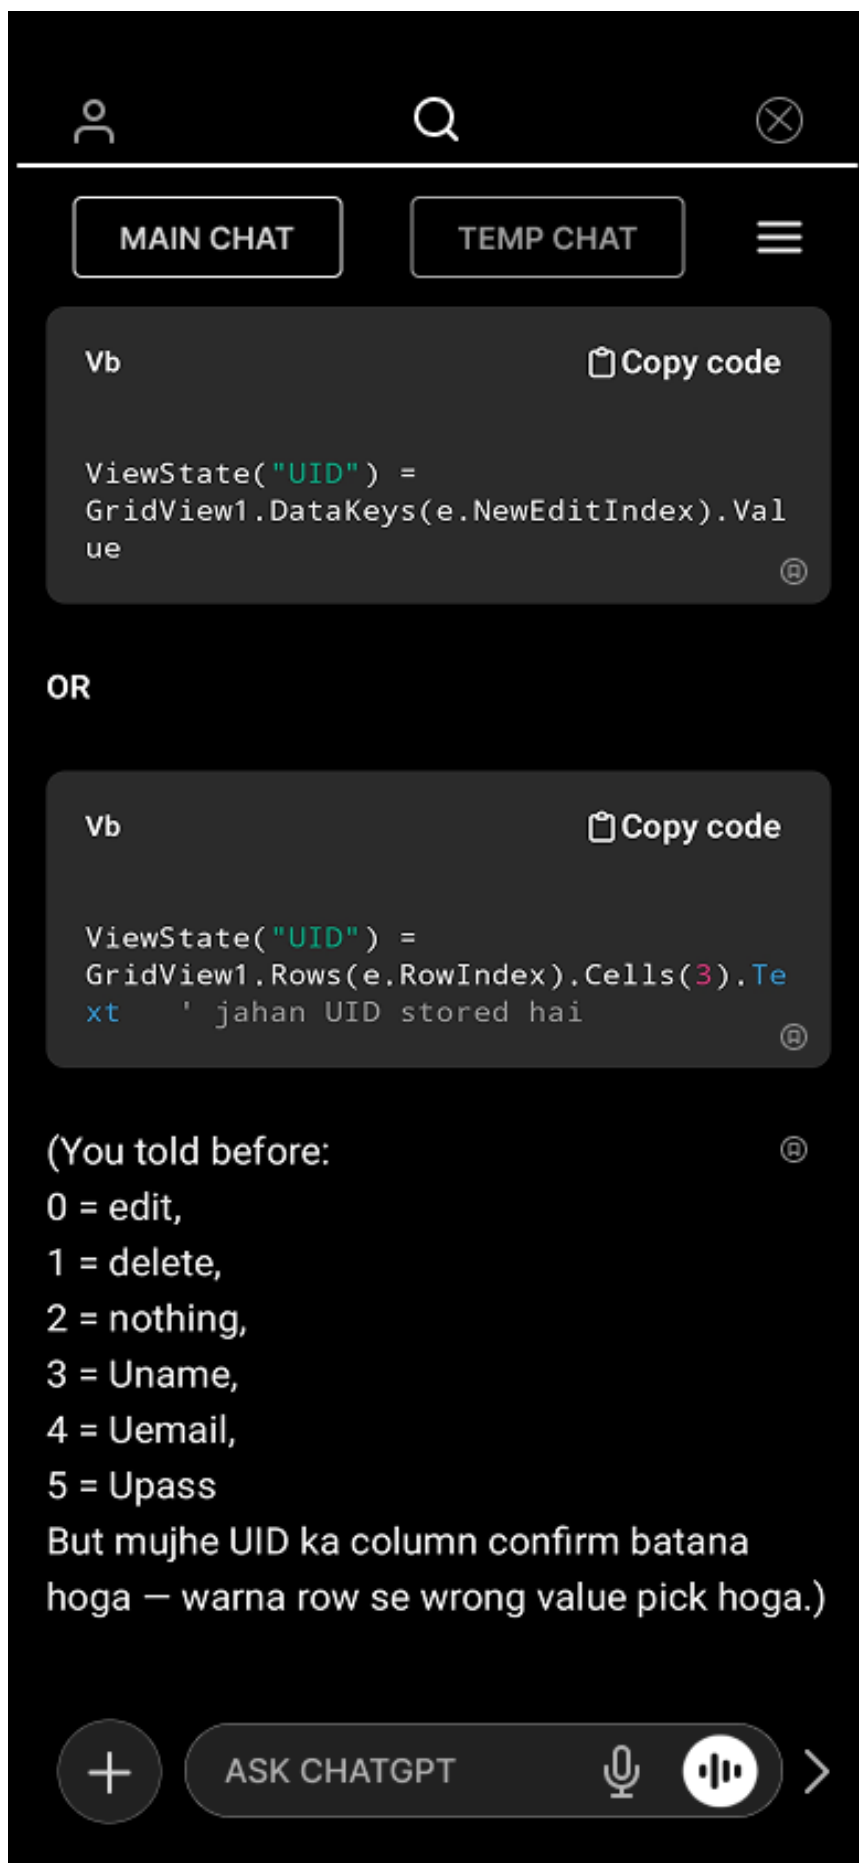 MAIN CHAT
TEMP CHAT
Vb
Copy code
ViewState("UID") =
GridView1.DataKeys(e.NewEditIndex).Val
ue
OR
Vb
Copy code
ViewState("UID") =
GridView1.Rows(e.RowIndex).Cells(3).Te
xt   ' jahan UID stored hai
(You told before:
0 = edit,
1 = delete,
2 = nothing,
3 = Uname,
4 = Uemail,
5 = Upass
But mujhe UID ka column confirm batana
hoga — warna row se wrong value pick hoga.)
ASK CHATGPT